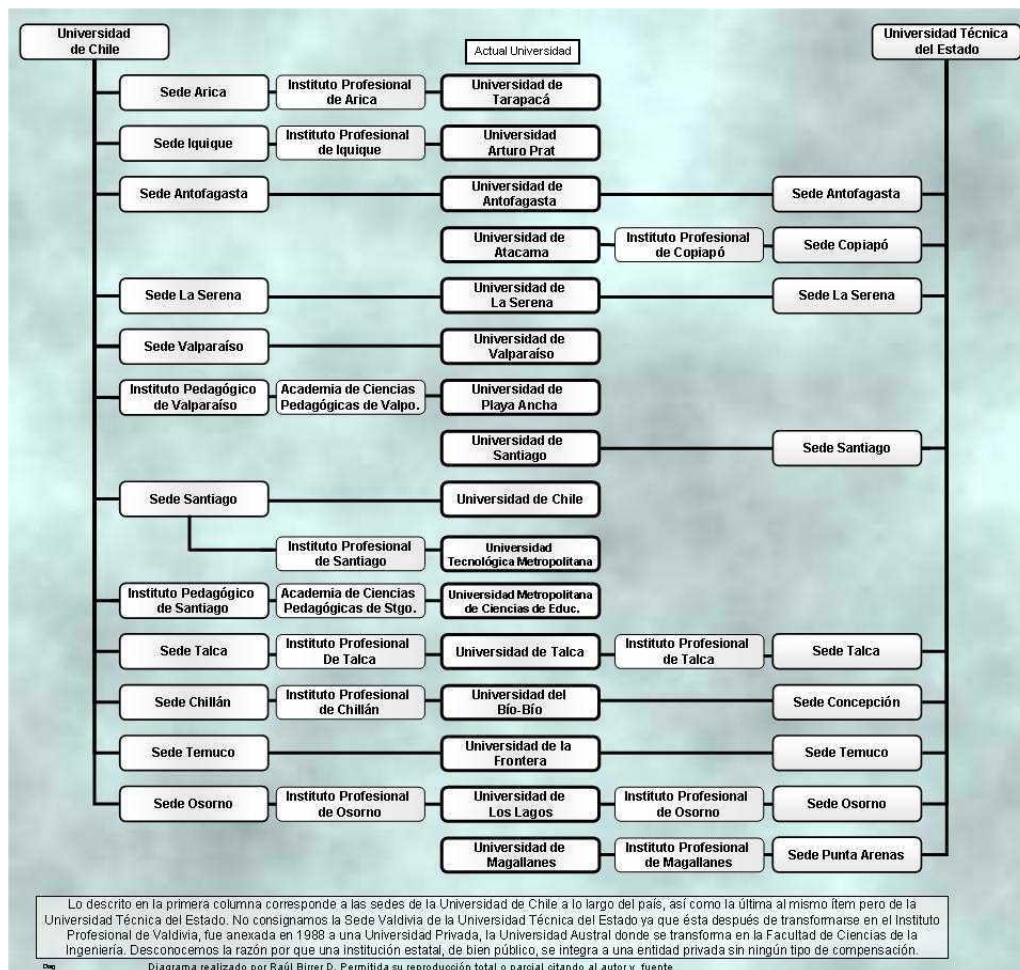 Universidad
de Chile
Actual Universidad
Universidad Técnica
del Estado
Sede Arica
Instituto Profesional
de Arica
Universidad de
Tarapacá
Sede Iquique
Instituto Profesional
de Iquique
Universidad
Arturo Prat
Sede Antofagasta
Universidad de
Antofagasta
Sede Antofagasta
Universidad de
Atacama
Instituto Profesional
de Copiapó
Sede Copiapó
Sede La Serena
Universidad de
La Serena
Sede La Serena
Sede Valparaíso
Universidad de
Valparaíso
Instituto Pedagógico
de Valparaíso
Academia de Ciencias
Pedagógicas de Valpo.
Universidad de
Playa Ancha
Universidad de
Santiago
Sede Santiago
Sede Santiago
Universidad de Chile
Instituto Profesional
de Santiago
Universidad
Tecnológica Metropolitana
Instituto Pedagógico
de Santiago
Academia de Ciencias
Pedagógicas de Stgo.
Universidad Metropolitana
de Ciencias de Educ.
Sede Talca
Instituto Profesional
De Talca
Universidad de Talca
Instituto Profesional
de Talca
Sede Talca
Sede Chillán
Instituto Profesional
de Chillán
Universidad del
Bío-Bío
Sede Concepción
Sede Temuco
Universidad de la
Frontera
Sede Temuco
Sede Osorno
Instituto Profesional
de Osorno
Universidad de
Los Lagos
Instituto Profesional
de Osorno
Sede Osorno
Universidad de
Magallanes
Instituto Profesional
de Magallanes
Sede Punta Arenas
Lo descrito en la primera columna corresponde a las sedes de la Universidad de Chile a lo largo del país, así como la última al mismo ítem pero de la
Universidad Técnica del Estado. No consignamos la Sede Valdivia de la Universidad Técnica del Estado ya que ésta después de transformarse en el Instituto
Profesional de Valdivia, fue anexada en 1988 a una Universidad Privada, la Universidad Austral donde se transforma en la Facultad de Ciencias de la
Ingeniería. Desconocemos la razón por que una institución estatal, de bien público, se integra a una entidad privada sin ningún tipo de compensación.
Diagrama realizado por Raúl Birrer D. Permitida su reproducción total o parcial citando al autor y fuente